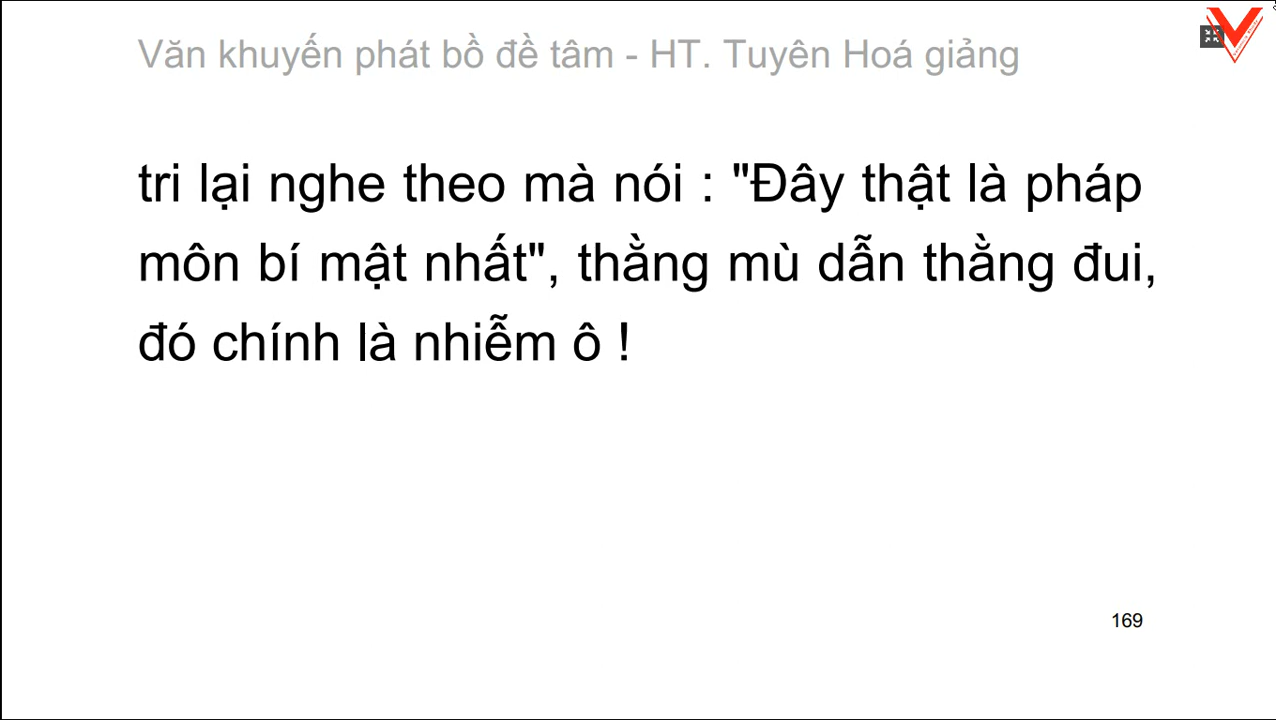 Văn khuyến phát bồ đề tâm - HT. Tuyên Hoá giảng
tri lại nghe theo mà nói : "Đây thật là pháp
môn bí mật nhất", thằng mù dẫn thằng đui,
đó chính là nhiễm ô !
169